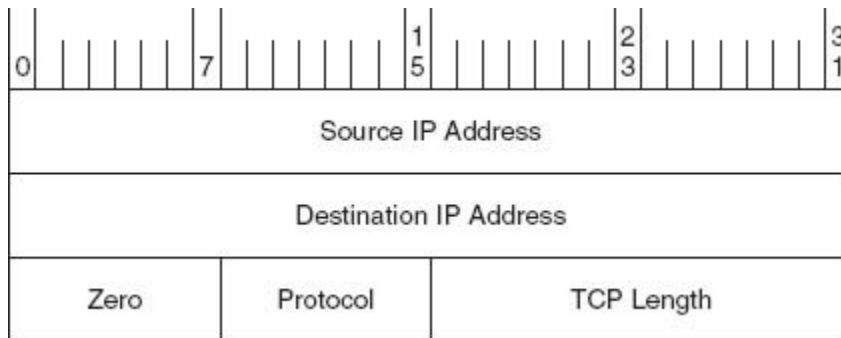 0 7 15 23 31
Source IP Address
Destination IP Address
Zero Protocol TCP Length